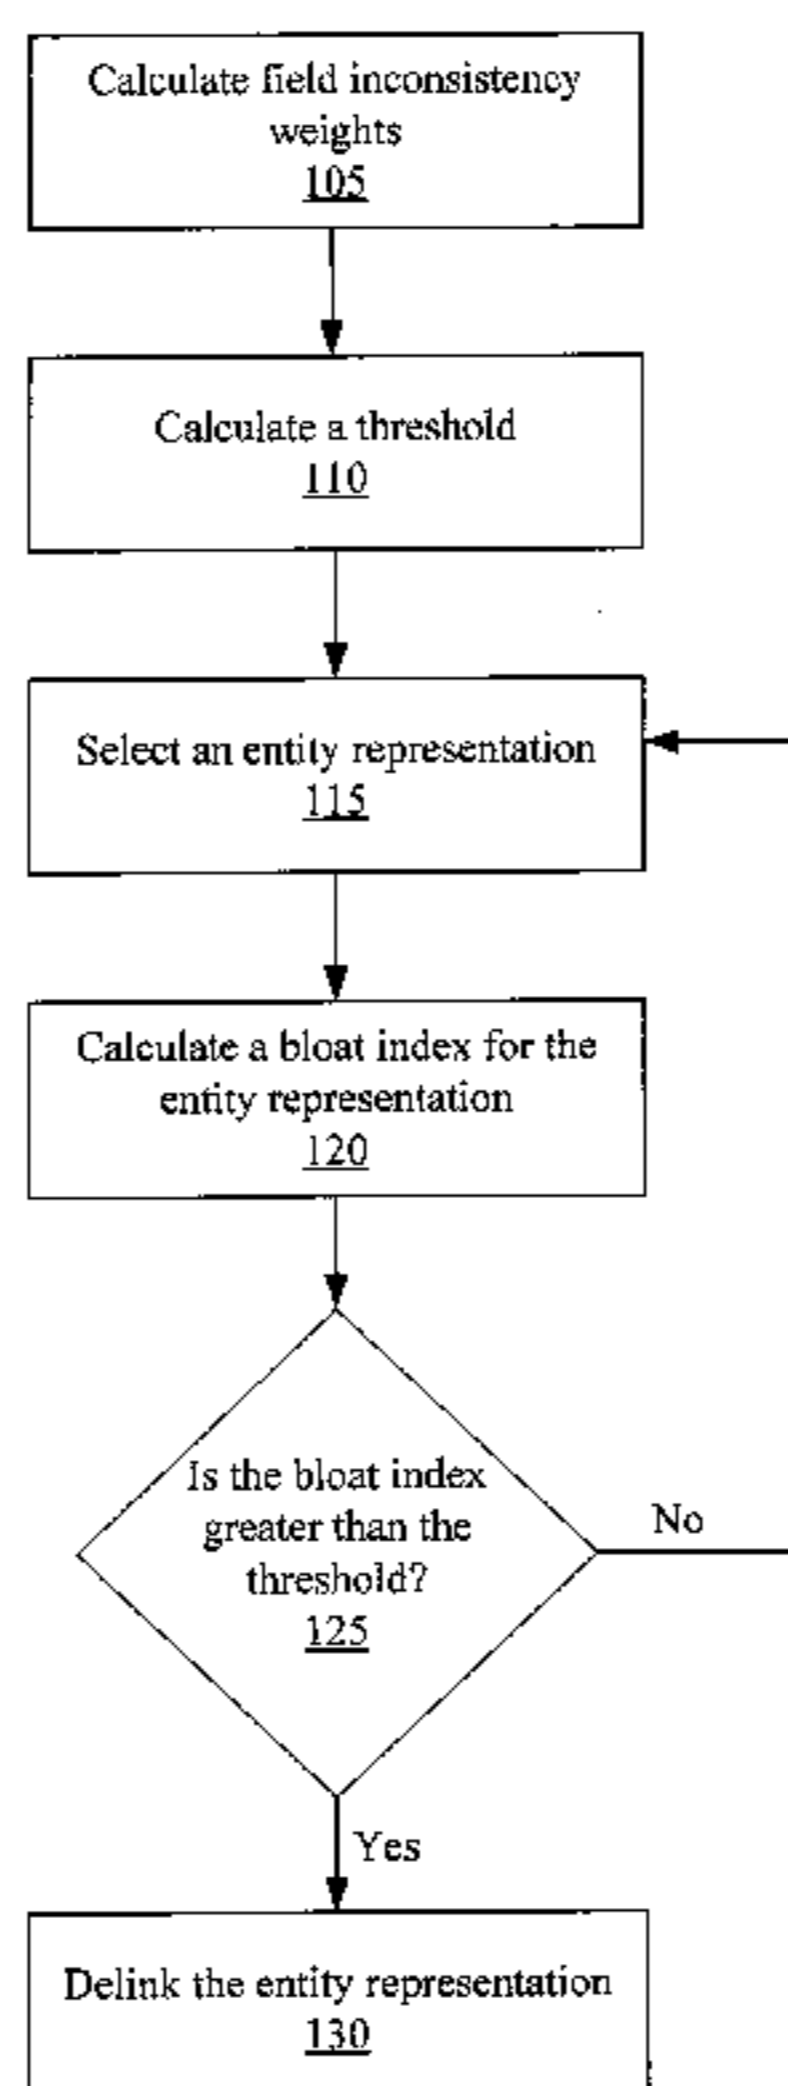 Calculate field inconsistency
weights
105
Calculate a threshold
110
Select an entity representation
115
Calculate a bloat index for the
entity representation
120
Is the bloat index
greater than the
threshold?
125
No
Yes
Delink the entity representation
130